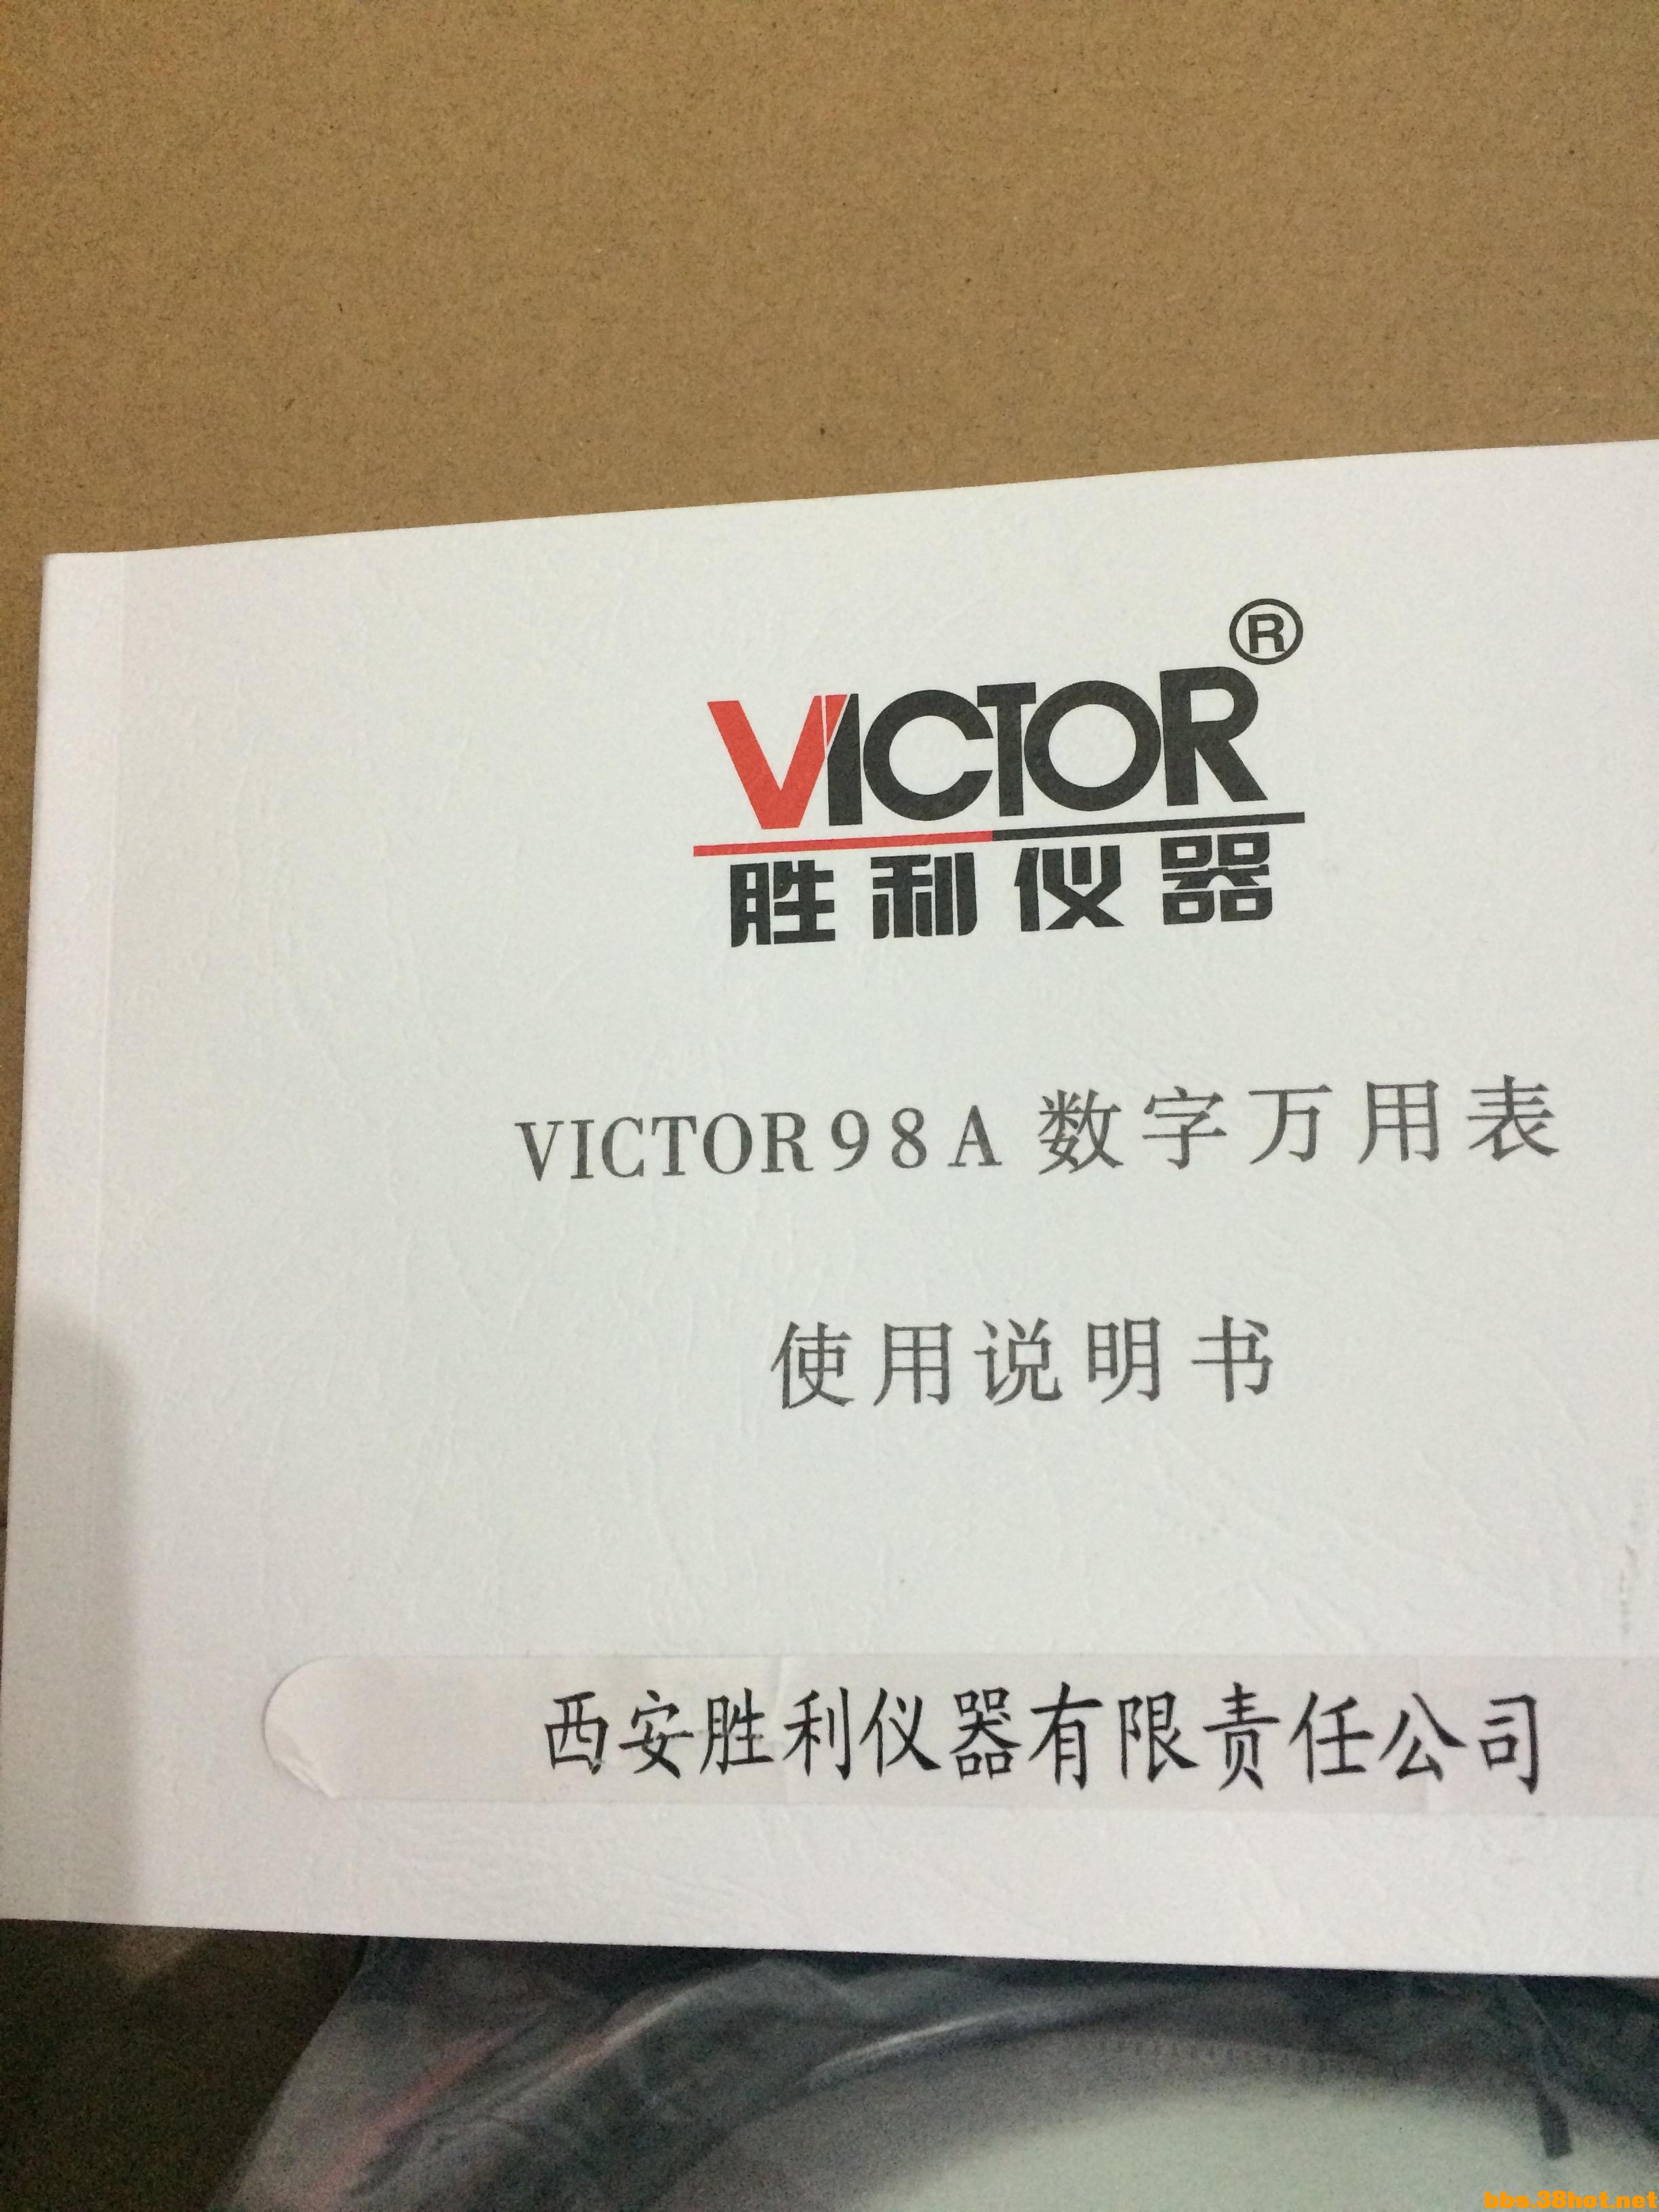 VICTOR®
胜利仪器
VICTOR98A 数字万用表
使用说明书
西安胜利仪器有限责任公司
bbs.38hot.net